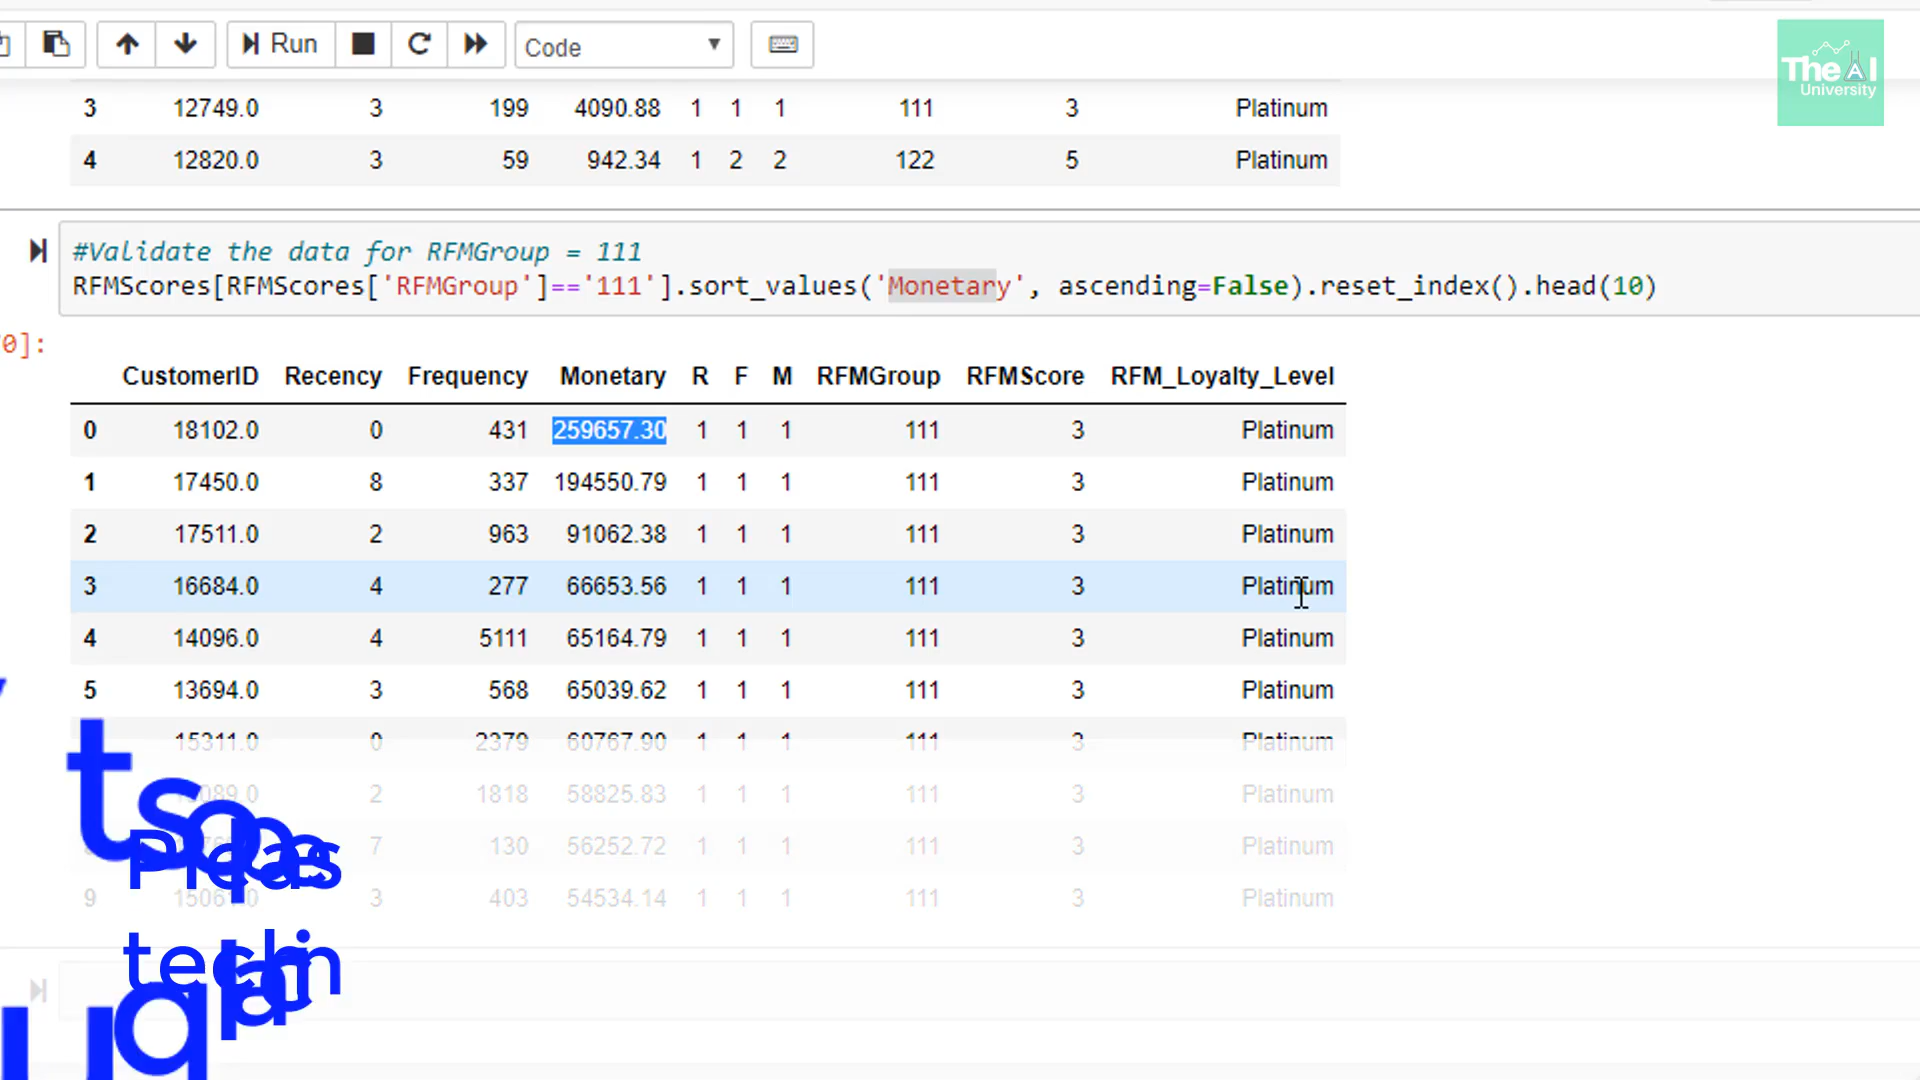 Run
Code
The AI
University
3 12749.0 3 199 4090.88 1 1 1 111 3 Platinum
4 12820.0 3 59 942.34 1 2 2 122 5 Platinum
#Validate the data for RFMGroup = 111
RFMScores[RFMScores['RFMGroup']=='111'].sort_values('Monetary', ascending=False).reset_index().head(10)
0]:
CustomerID Recency Frequency Monetary R F M RFMGroup RFMScore RFM_Loyalty_Level
0 18102.0 0 431 259657.30 1 1 1 111 3 Platinum
1 17450.0 8 337 194550.79 1 1 1 111 3 Platinum
2 17511.0 2 963 91062.38 1 1 1 111 3 Platinum
3 16684.0 4 277 66653.56 1 1 1 111 3 Platinum
4 14096.0 4 5111 65164.79 1 1 1 111 3 Platinum
5 13694.0 3 568 65039.62 1 1 1 111 3 Platinum
15311.0 0 2379 60767.90 1 1 1 111 3 Platinum
2 1818 58825.83 1 1 1 111 3 Platinum
7 130 56252.72 1 1 1 111 3 Platinum
9 3 403 54534.14 1 1 1 111 3 Platinum